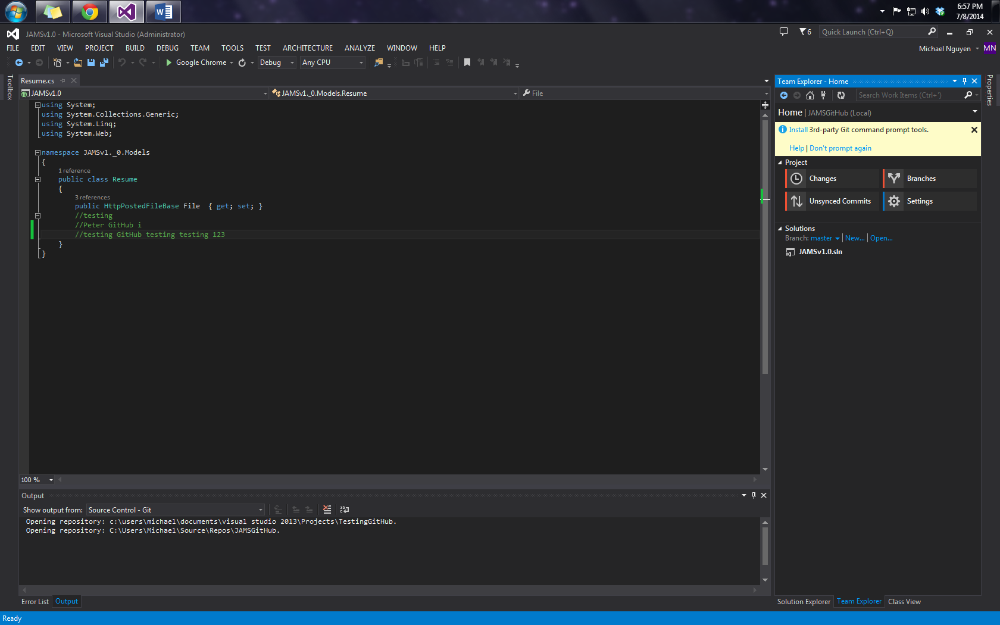 6:57 PM
7/8/2014
JAMSv1.0 - Microsoft Visual Studio (Administrator)
6
Quick Launch (Ctrl+Q)
FILE EDIT VIEW PROJECT BUILD DEBUG TEAM TOOLS TEST ARCHITECTURE ANALYZE WINDOW HELP
Michael Nguyen MN
Google Chrome Debug Any CPU
Toolbox
Resume.cs
JAMSv1.0 JAMSv1._0.Models.Resume File
using System;
using System.Collections.Generic;
using System.Linq;
using System.Web;
namespace JAMSv1._0.Models
{
1 reference
public class Resume
{
3 references
public HttpPostedFileBase File  { get; set; }
//testing
//Peter GitHub i
//testing GitHub testing testing 123
}
}
100 %
Output
Show output from: Source Control - Git
Opening repository: c:\users\michael\documents\visual studio 2013\Projects\TestingGitHub.
Opening repository: C:\Users\Michael\Source\Repos\JAMSGitHub.
Error List Output
Ready
Team Explorer - Home
Search Work Items (Ctrl+')
Home | JAMSGitHub (Local)
Install 3rd-party Git command prompt tools.
Help | Don't prompt again
Project
Changes Branches
Unsynced Commits Settings
Solutions
Branch: master | New... | Open...
JAMSv1.0.sln
Solution Explorer Team Explorer Class View
Properties